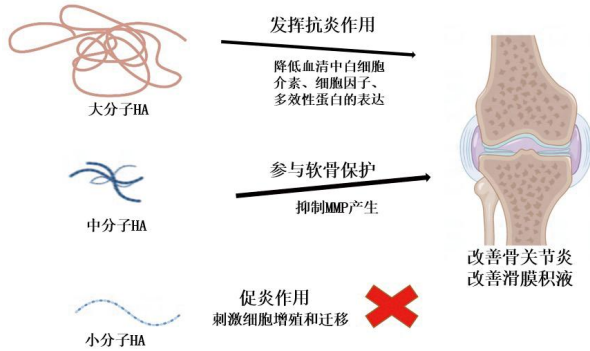 发挥抗炎作用
降低血清中白细胞
介素、细胞因子、
多效性蛋白的表达
大分子HA
参与软骨保护
抑制MMP产生
中分子HA
改善骨关节炎
改善滑膜积液
促炎作用
刺激细胞增殖和迁移
小分子HA